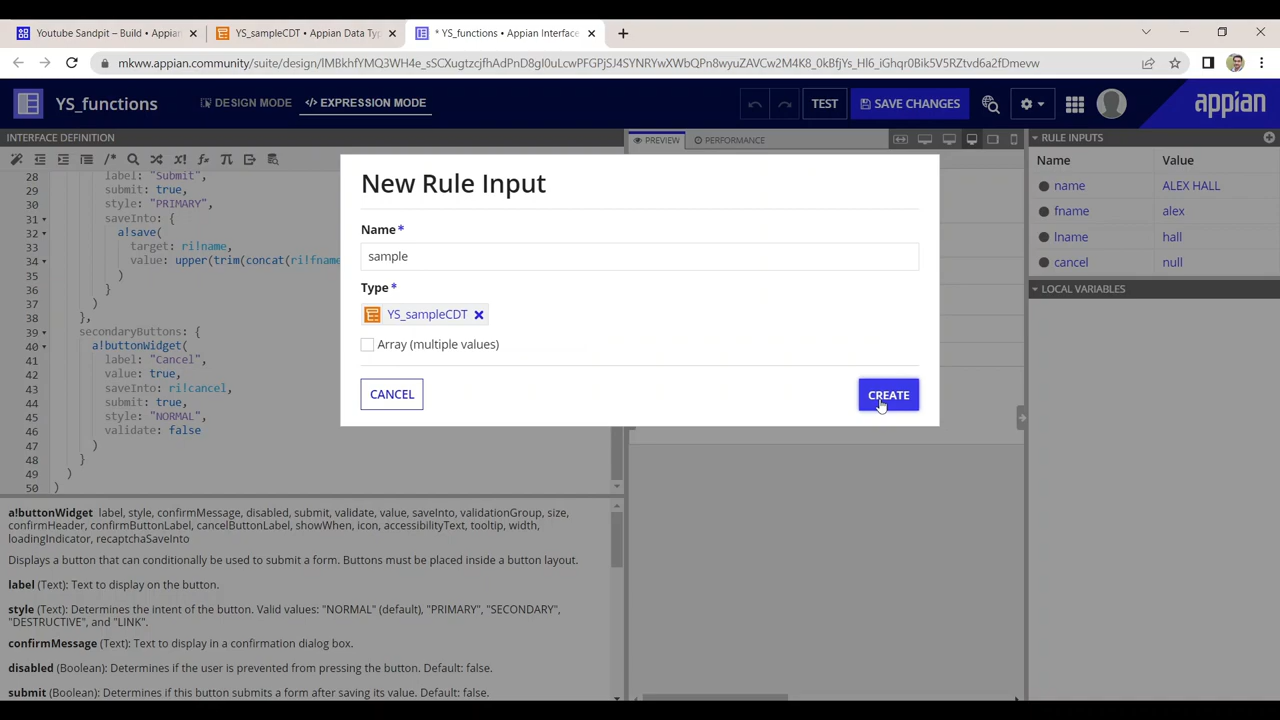 Youtube Sandpit – Build • Appian
YS_sampleCDT • Appian Data Typ
* YS_functions • Appian Interface
mkww.appian.community/suite/design/
YS_functions
DESIGN MODE
</> EXPRESSION MODE
TEST
SAVE CHANGES
appian
INTERFACE DEFINITION
PREVIEW
PERFORMANCE
RULE INPUTS
Name Value
name ALEX HALL
fname alex
lname hall
cancel null
LOCAL VARIABLES
28 label: "Submit",
29 submit: true,
30 style: "PRIMARY",
31 saveInto: {
32 a!save(
33 target: ri!name,
34 value: upper(trim(concat(ri!fname
35 )
36 }
37 )
38 },
39 secondaryButtons: {
40 a!buttonWidget(
41 label: "Cancel",
42 value: true,
43 saveInto: ri!cancel,
44 submit: true,
45 style: "NORMAL",
46 validate: false
47 )
48 }
49 )
50 )
New Rule Input
Name *
sample
Type *
YS_sampleCDT
Array (multiple values)
CANCEL
CREATE
a!buttonWidget label, style, confirmMessage, disabled, submit, validate, value, saveInto, validationGroup, size,
confirmHeader, confirmButtonLabel, cancelButtonLabel, showWhen, icon, accessibilityText, tooltip, width,
loadingIndicator, recaptchaSaveInto
Displays a button that can conditionally be used to submit a form. Buttons must be placed inside a button layout.
label (Text): Text to display on the button.
style (Text): Determines the intent of the button. Valid values: "NORMAL" (default), "PRIMARY", "SECONDARY",
"DESTRUCTIVE", and "LINK".
confirmMessage (Text): Text to display in a confirmation dialog box.
disabled (Boolean): Determines if the user is prevented from pressing the button. Default: false.
submit (Boolean): Determines if this button submits a form after saving its value. Default: false.